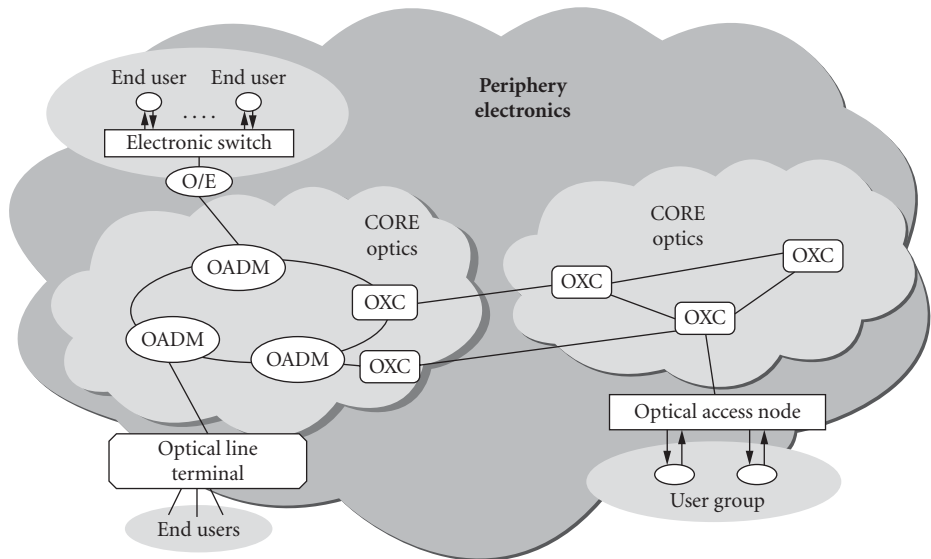 End user End user
Periphery
electronics
. . . .
Electronic switch
O/E
CORE
optics
CORE
optics
OADM
OXC
OXC
OXC
OXC
OADM
OADM
OXC
Optical access node
Optical line
terminal
User group
End users